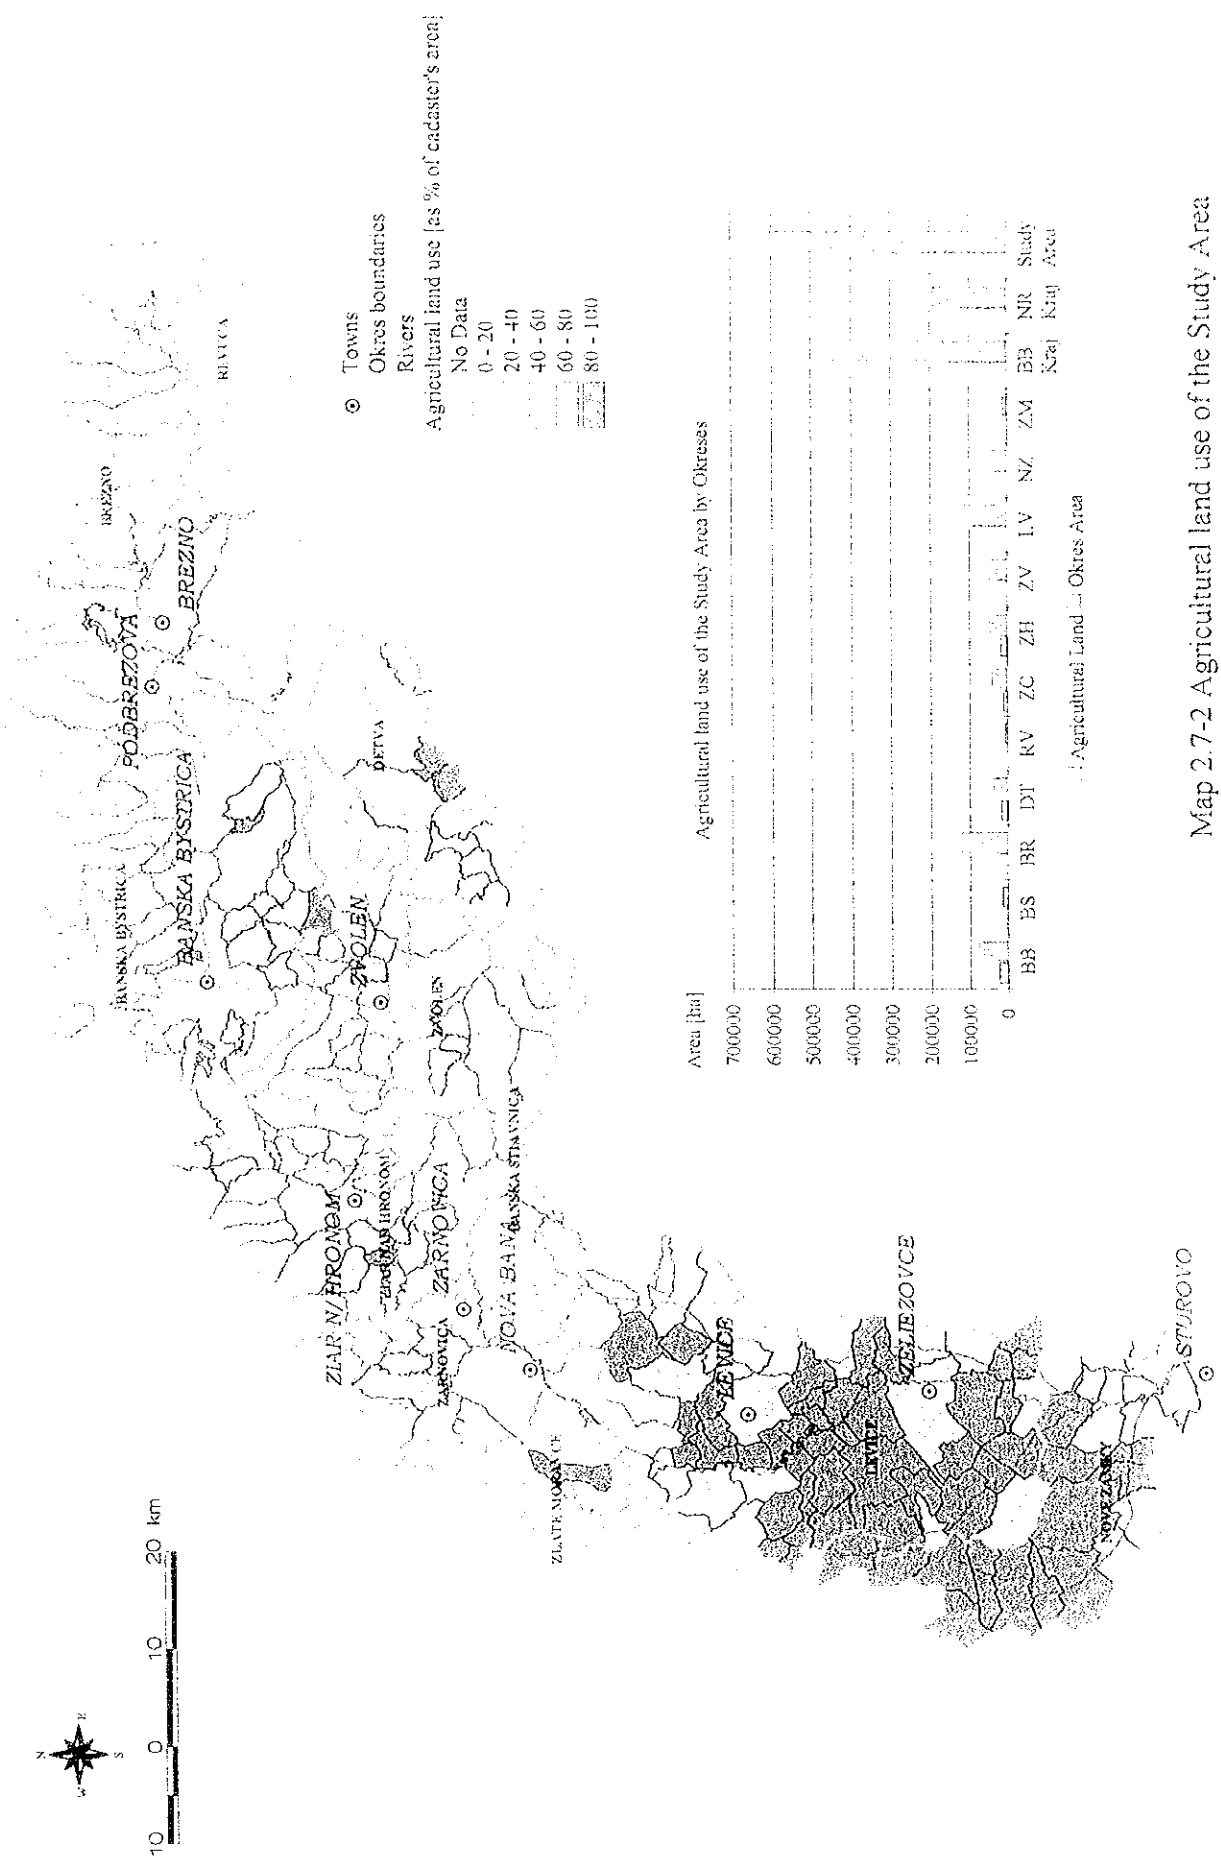 10 0 10 20 km
N
W E
S
BREZNO
REVUCA
PODBREZOVA
BREZNO
BANSKA BYSTRICA
BANSKA BYSTRICA
DETVA
ZVOLEN
ZVOLEN
ZIAR N/HRONOM
ZARNOVICA
ZARNOVICA
NOVA BANA
BANSKA STIAVNICA
ZLATE MORAVCE
LEVICE
LEVICE
ZELIEZOVCE
NOVE ZAMKY
STUROVO
Towns
Okres boundaries
Rivers
Agricultural land use [as % of cadaster's area]
No Data
0 - 20
20 - 40
40 - 60
60 - 80
80 - 100
Agricultural land use of the Study Area by Okreses
Area [ha]
700000
600000
500000
400000
300000
200000
100000
0
BB BS BR DT RV ZC ZH ZV LV NZ ZM BB Kraj NR Kraj Study Area
Agricultural Land Okres Area
Map 2.7-2 Agricultural land use of the Study Area